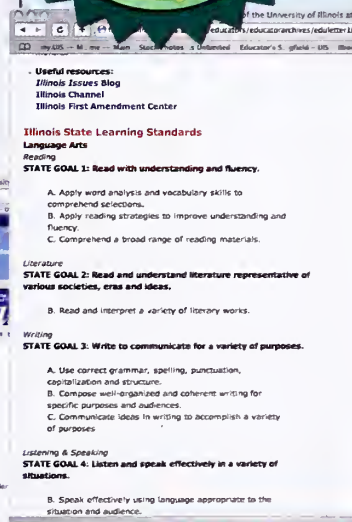 of the University of Illinois at
educators/educatorarchives/eduletter1
my.UIS
Main
Educator's S
UIS
• Useful resources:
Illinois Issues Blog
Illinois Channel
Illinois First Amendment Center
Illinois State Learning Standards
Language Arts
Reading
STATE GOAL 1: Read with understanding and fluency.
A. Apply word analysis and vocabulary skills to
comprehend selections.
B. Apply reading strategies to improve understanding and
fluency.
C. Comprehend a broad range of reading materials.
Literature
STATE GOAL 2: Read and understand literature representative of
various societies, eras and ideas.
B. Read and interpret a variety of literary works.
Writing
STATE GOAL 3: Write to communicate for a variety of purposes.
A. Use correct grammar, spelling, punctuation,
capitalization and structure.
B. Compose well-organized and coherent writing for
specific purposes and audiences.
C. Communicate ideas in writing to accomplish a variety
of purposes
Listening & Speaking
STATE GOAL 4: Listen and speak effectively in a variety of
situations.
B. Speak effectively using language appropriate to the
situation and audience.